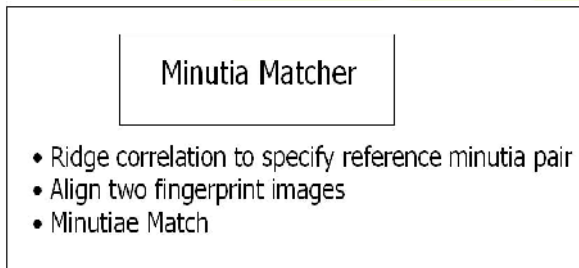 Minutia Matcher
• Ridge correlation to specify reference minutia pair
• Align two fingerprint images
• Minutiae Match